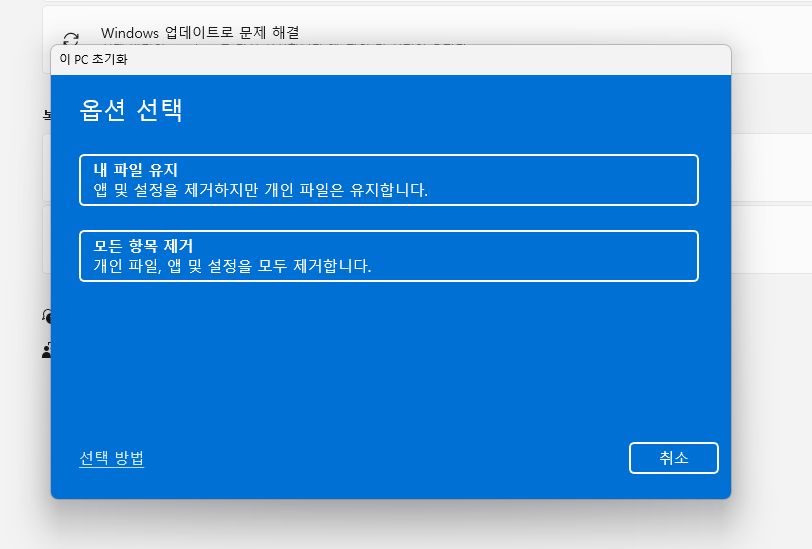 Windows 업데이트로 문제 해결
이 PC 초기화
옵션 선택
내 파일 유지
앱 및 설정을 제거하지만 개인 파일은 유지합니다.
모든 항목 제거
개인 파일, 앱 및 설정을 모두 제거합니다.
선택 방법
취소